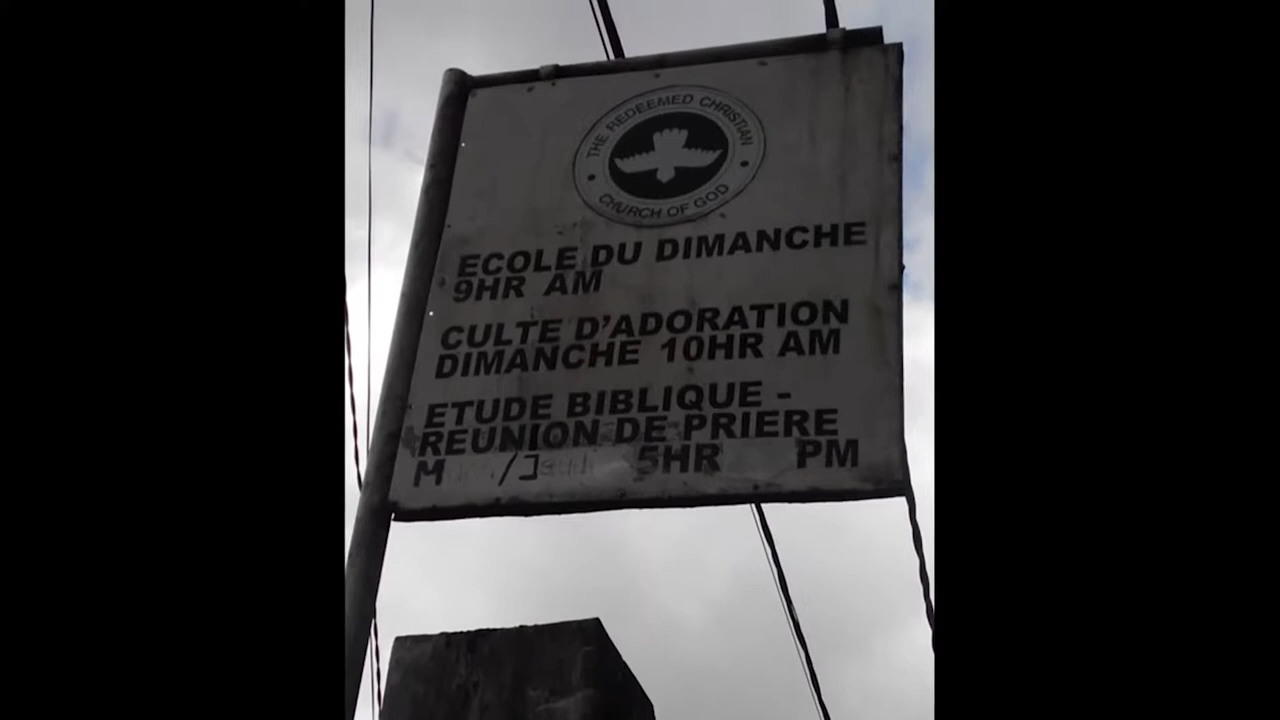 THE REDEEMED CHRISTIAN
CHURCH OF GOD
ECOLE DU DIMANCHE
9HR AM
CULTE D'ADORATION
DIMANCHE 10HR AM
ETUDE BIBLIQUE -
REUNION DE PRIERE
5HR PM